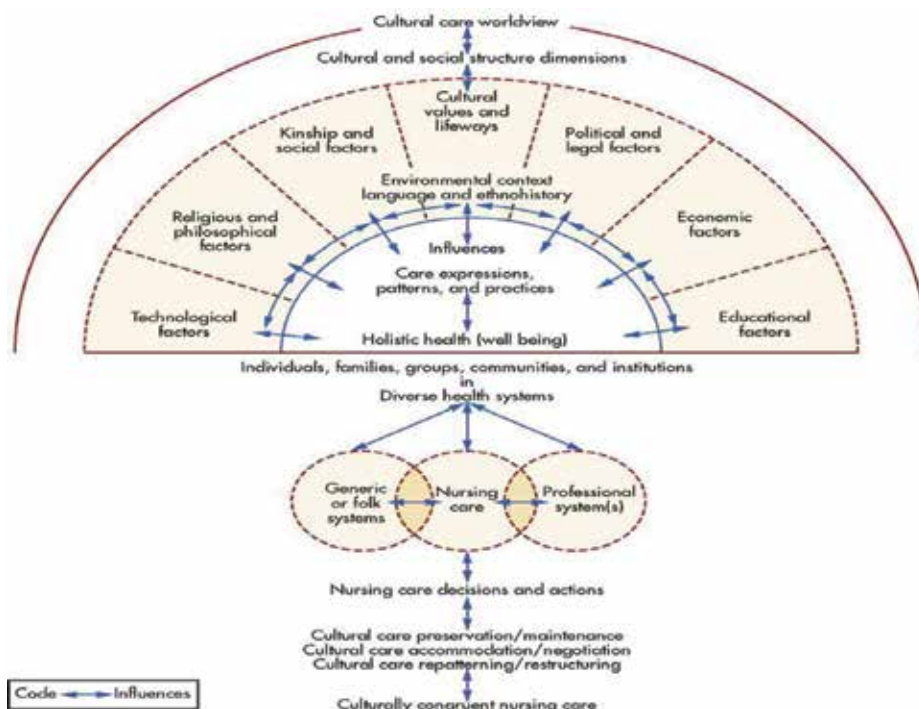 Cultural care worldview
Cultural and social structure dimensions
Cultural
values and
lifeways
Kinship and
social factors
Political and
legal factors
Environmental context
language and ethnohistory
Religious and
philosophical
factors
Economic
factors
Influences
Care expressions,
patterns, and practices
Technological
factors
Educational
factors
Holistic health (well being)
Individuals, families, groups, communities, and institutions
in
Diverse health systems
Generic
or folk
systems
Nursing
care
Professional
system(s)
Nursing care decisions and actions
Cultural care preservation/maintenance
Cultural care accommodation/negotiation
Cultural care repatterning/restructuring
Code Influences
Culturally congruent nursing care